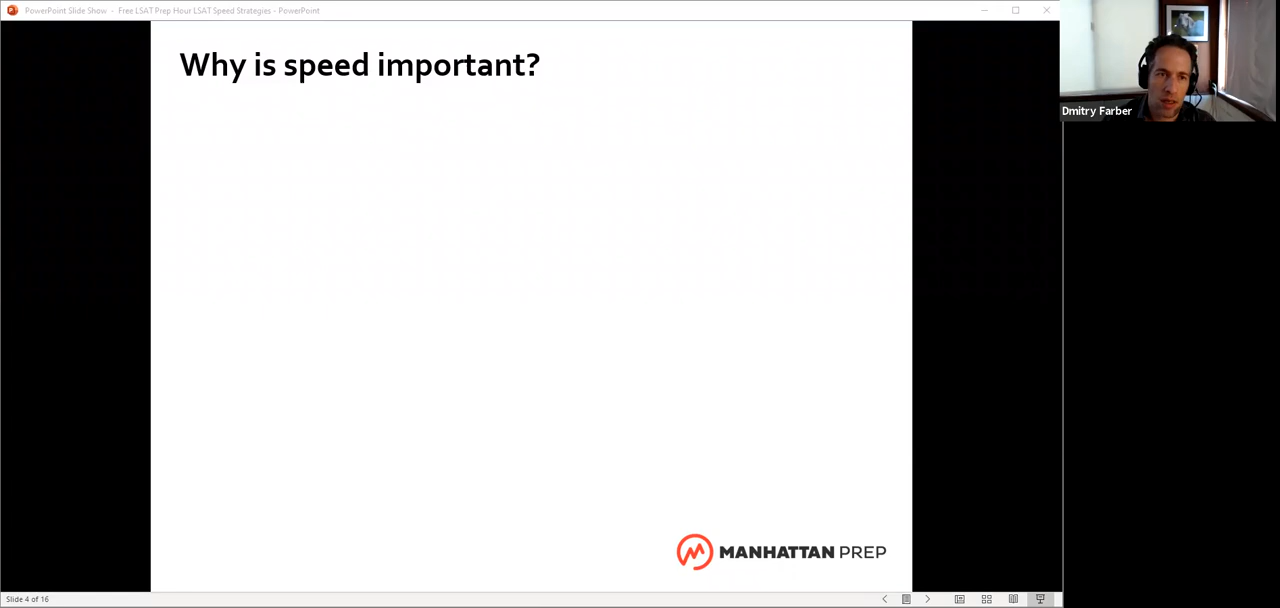 PowerPoint Slide Show - Free LSAT Prep Hour LSAT Speed Strategies - PowerPoint
Why is speed important?
Dmitry Farber
MANHATTAN PREP
Slide 4 of 16